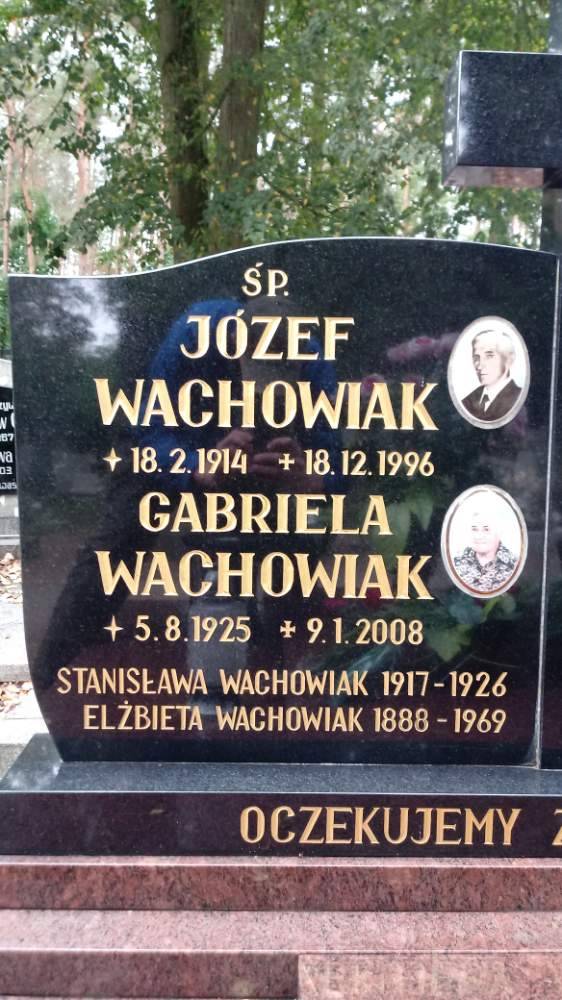 ŚP.
JÓZEF
WACHOWIAK
18.2.1914 18.12.1996
GABRIELA
WACHOWIAK
5.8.1925 9.1.2008
STANISŁAWA WACHOWIAK 1917-1926
ELŻBIETA WACHOWIAK 1888-1969
OCZEKUJEMY